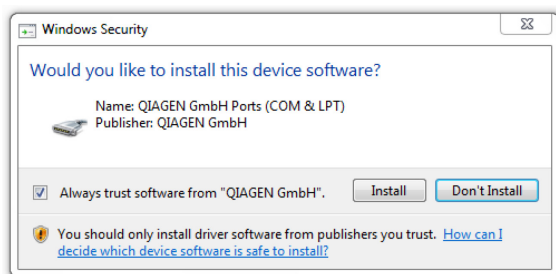 Windows Security
Would you like to install this device software?
Name: QIAGEN GmbH Ports (COM & LPT)
Publisher: QIAGEN GmbH
Always trust software from "QIAGEN GmbH".
Install
Don't Install
You should only install driver software from publishers you trust. How can I
decide which device software is safe to install?